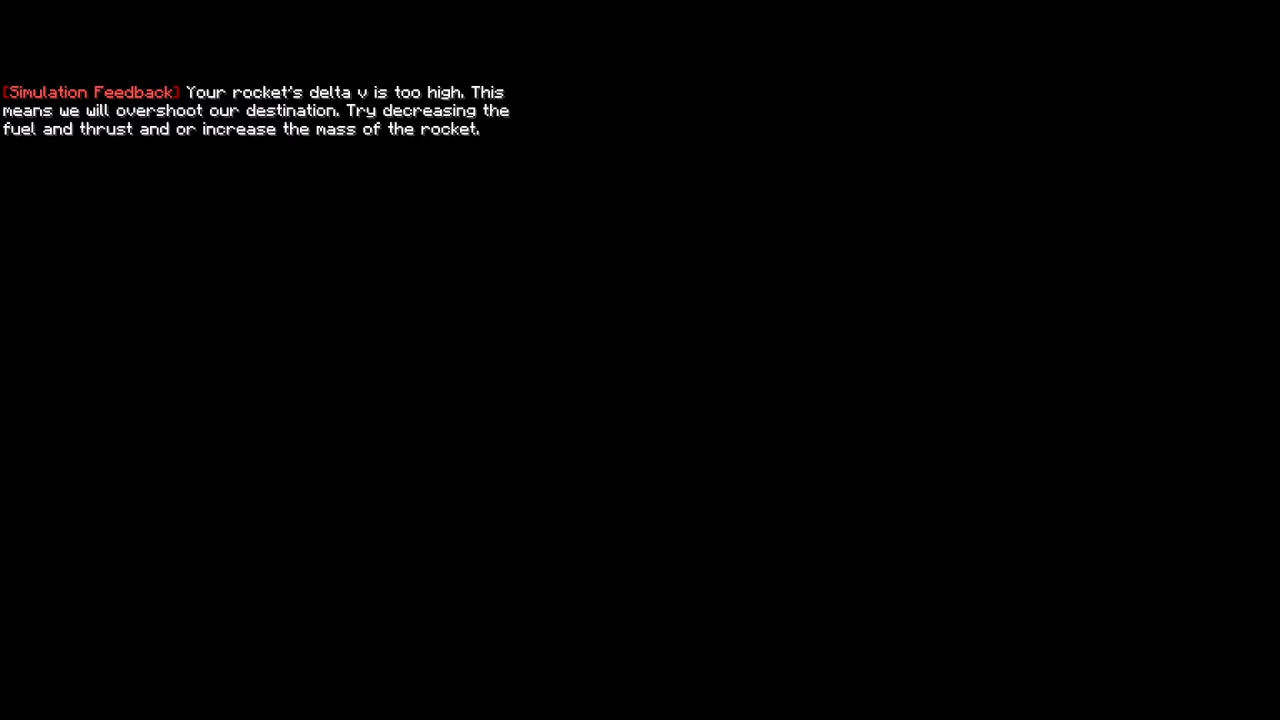 [Simulation Feedback] Your rocket's delta v is too high. This
means we will overshoot our destination. Try decreasing the
fuel and thrust and or increase the mass of the rocket.